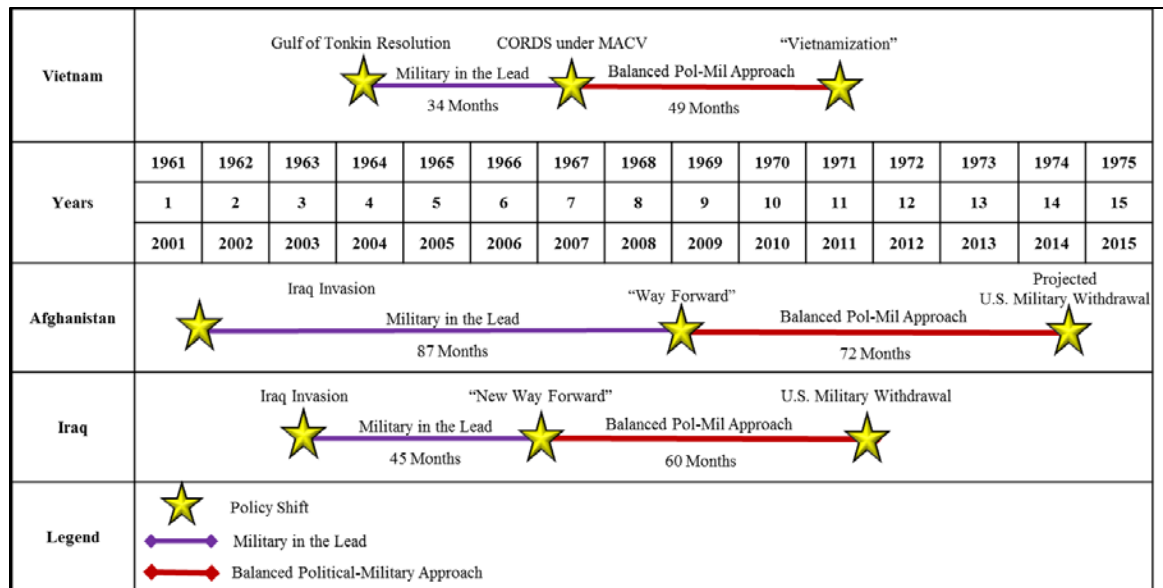 Vietnam
Gulf of Tonkin Resolution
CORDS under MACV
“Vietnamization”
Military in the Lead
Balanced Pol-Mil Approach
34 Months
49 Months
Years
1961 1962 1963 1964 1965 1966 1967 1968 1969 1970 1971 1972 1973 1974 1975
1 2 3 4 5 6 7 8 9 10 11 12 13 14 15
2001 2002 2003 2004 2005 2006 2007 2008 2009 2010 2011 2012 2013 2014 2015
Afghanistan
Iraq Invasion
“Way Forward”
Projected
U.S. Military Withdrawal
Military in the Lead
Balanced Pol-Mil Approach
87 Months
72 Months
Iraq
Iraq Invasion
“New Way Forward”
U.S. Military Withdrawal
Military in the Lead
Balanced Pol-Mil Approach
45 Months
60 Months
Legend
Policy Shift
Military in the Lead
Balanced Political-Military Approach